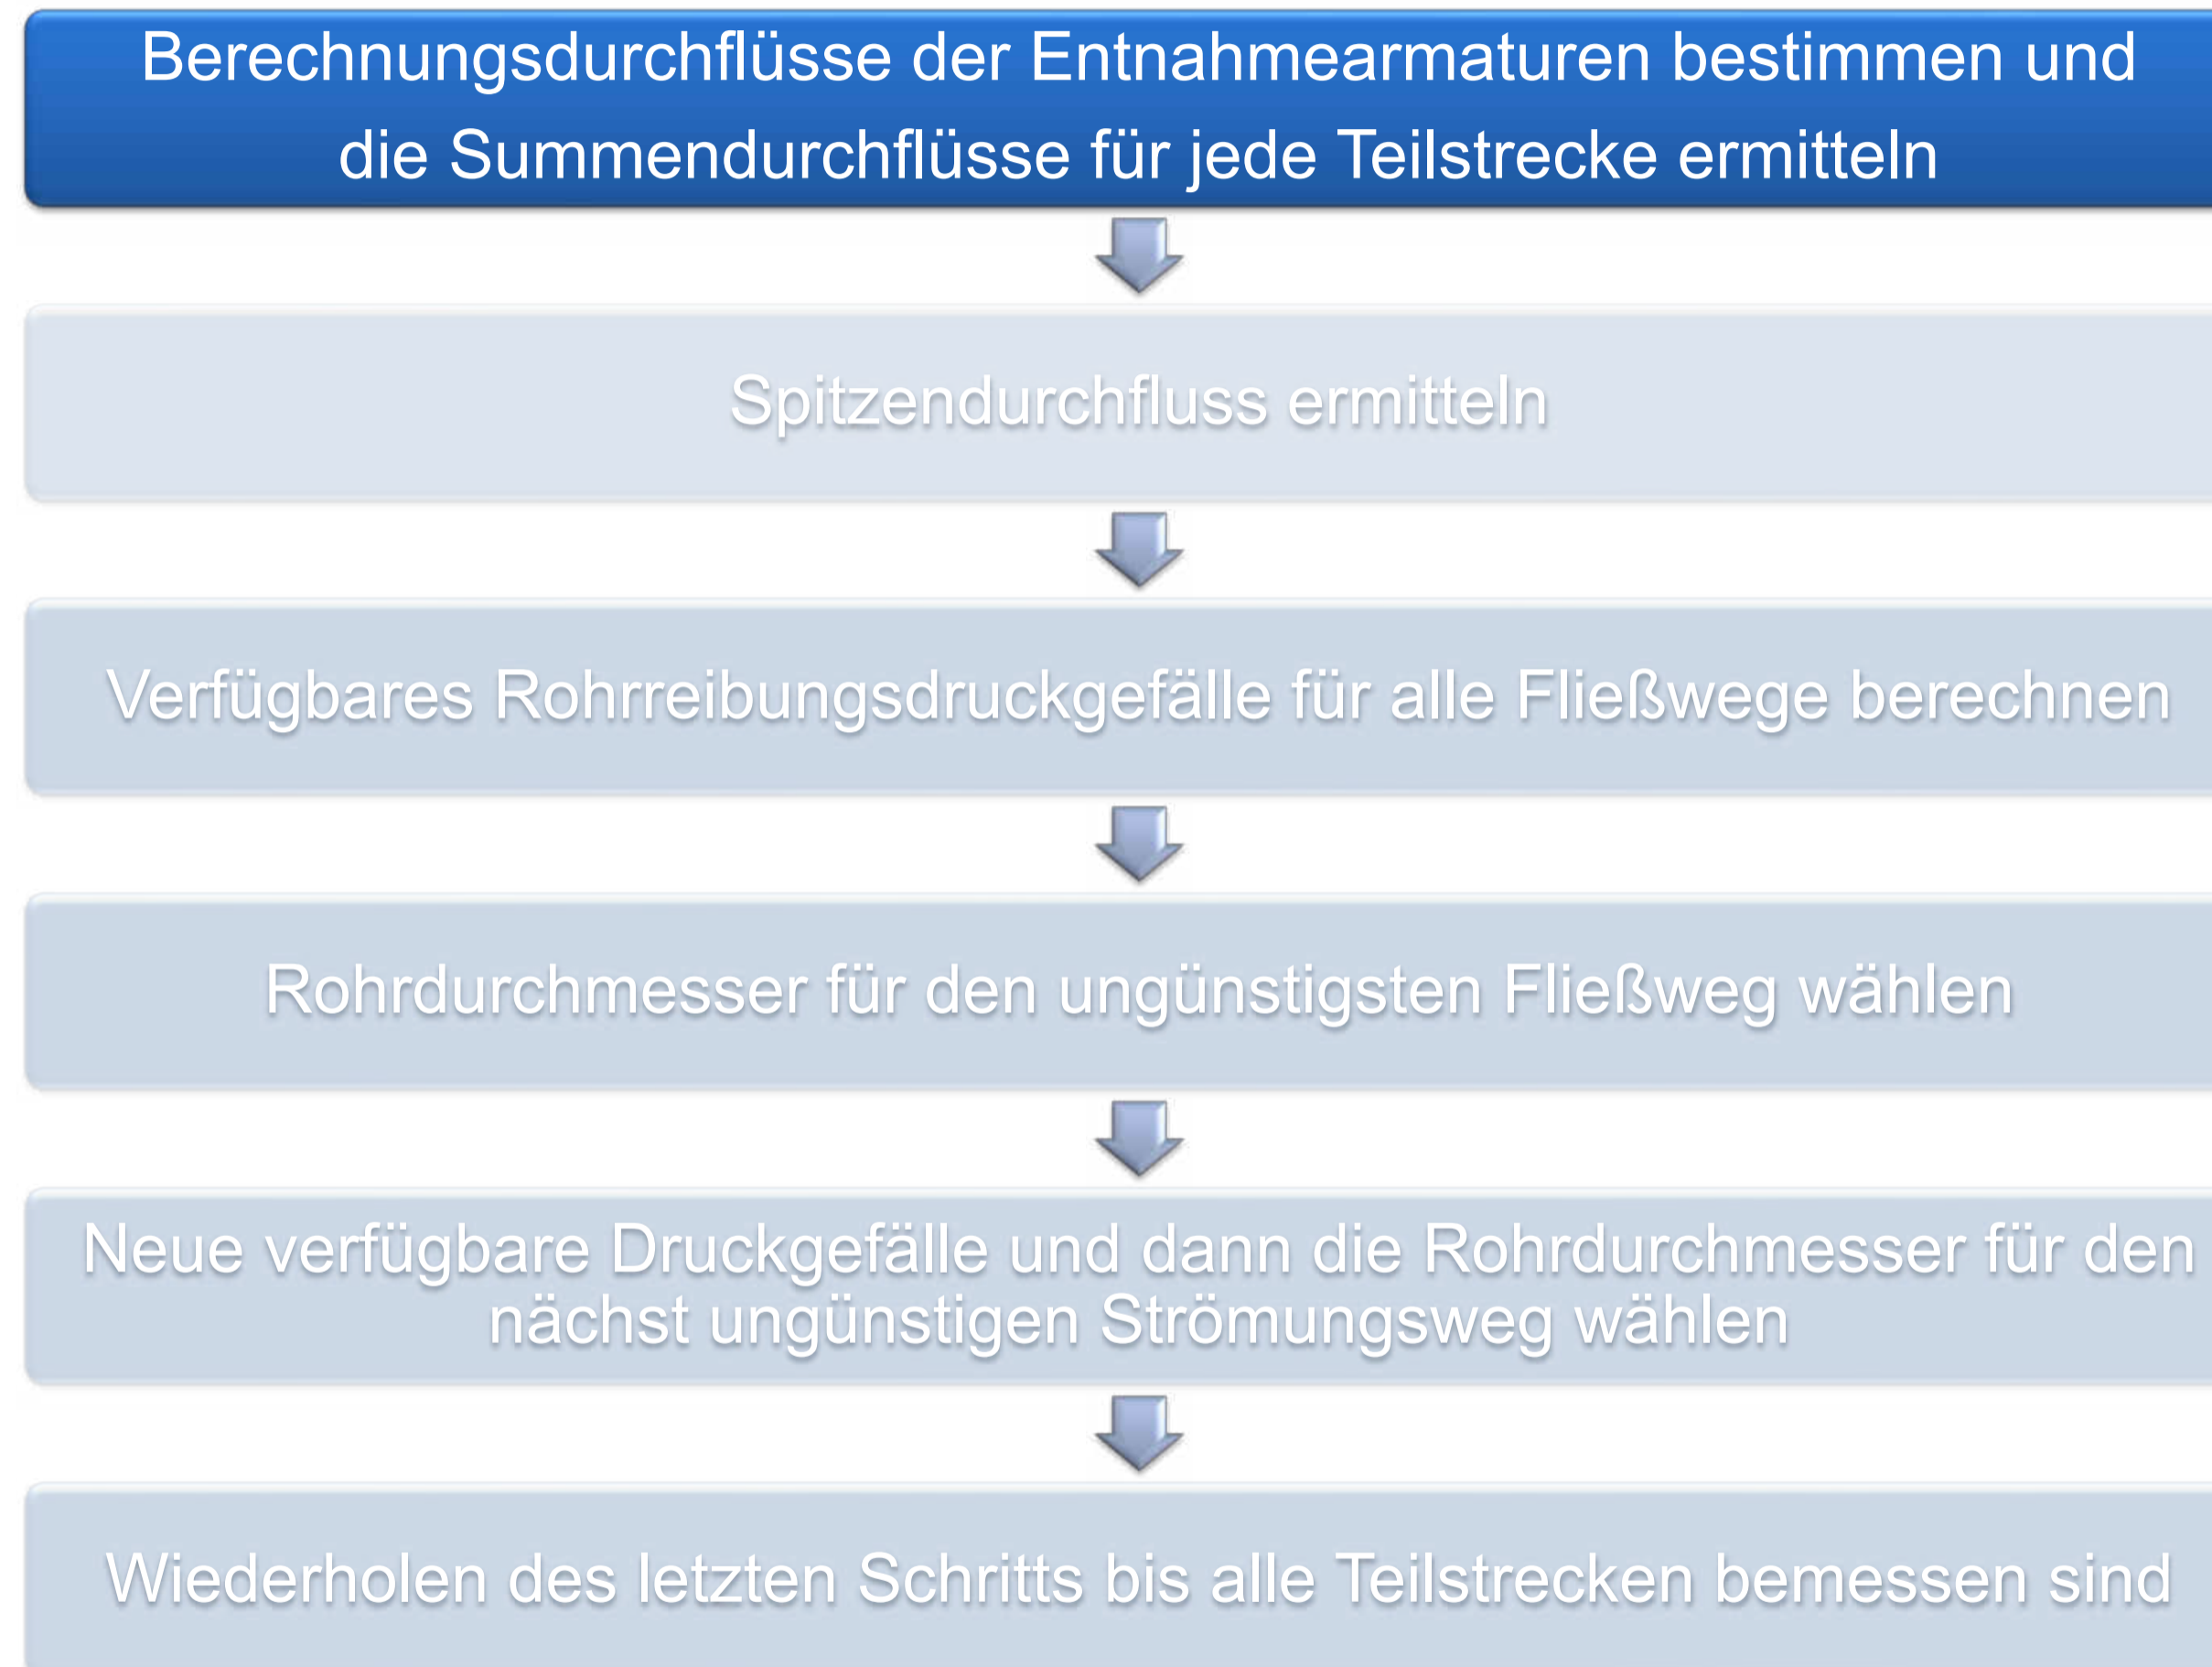 Berechnungsdurchflüsse der Entnahmearmaturen bestimmen und
die Summendurchflüsse für jede Teilstrecke ermitteln
Spitzendurchfluss ermitteln
Verfügbares Rohrreibungsdruckgefälle für alle Fließwege berechnen
Rohrdurchmesser für den ungünstigsten Fließweg wählen
Neue verfügbare Druckgefälle und dann die Rohrdurchmesser für den
nächst ungünstigen Strömungsweg wählen
Wiederholen des letzten Schritts bis alle Teilstrecken bemessen sind